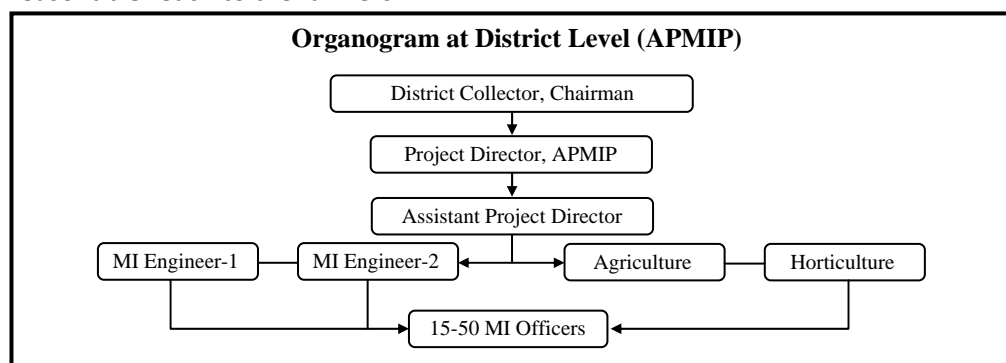 Organogram at District Level (APMIP)
District Collector, Chairman
Project Director, APMIP
Assistant Project Director
MI Engineer-1
MI Engineer-2
Agriculture
Horticulture
15-50 MI Officers